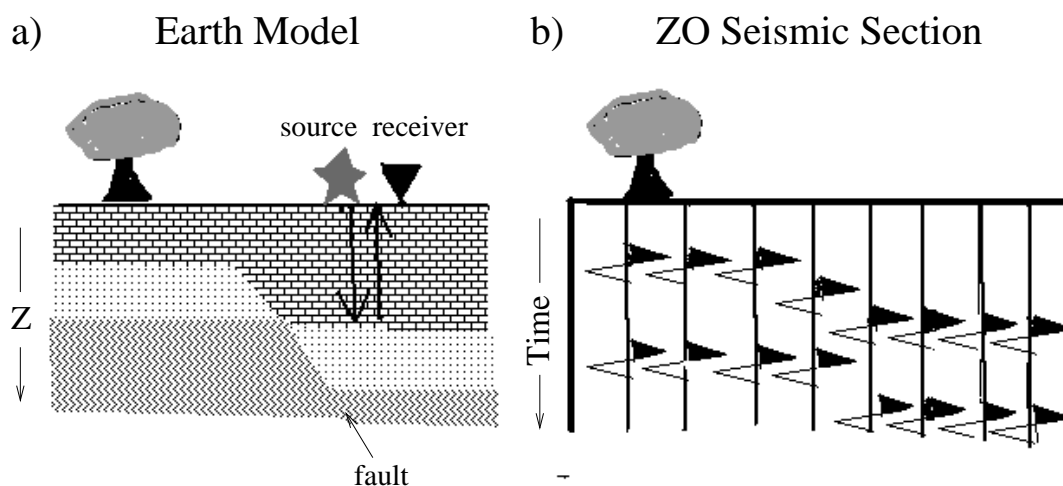 a) Earth Model
b) ZO Seismic Section
source receiver
Z
fault
Time